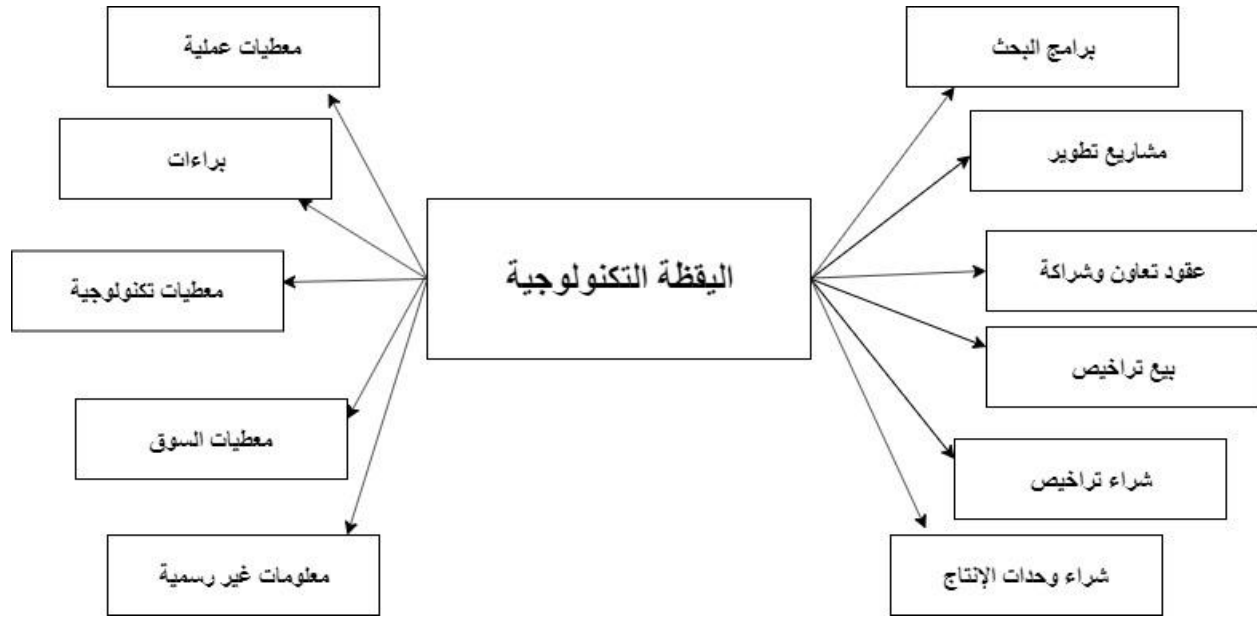 برامج البحث
معطيات عملية
مشاريع تطوير
براءات
اليقظة التكنولوجية
عقود تعاون وشراكة
معطيات تكنولوجية
بيع تراخيص
معطيات السوق
شراء تراخيص
شراء وحدات الإنتاج
معلومات غير رسمية